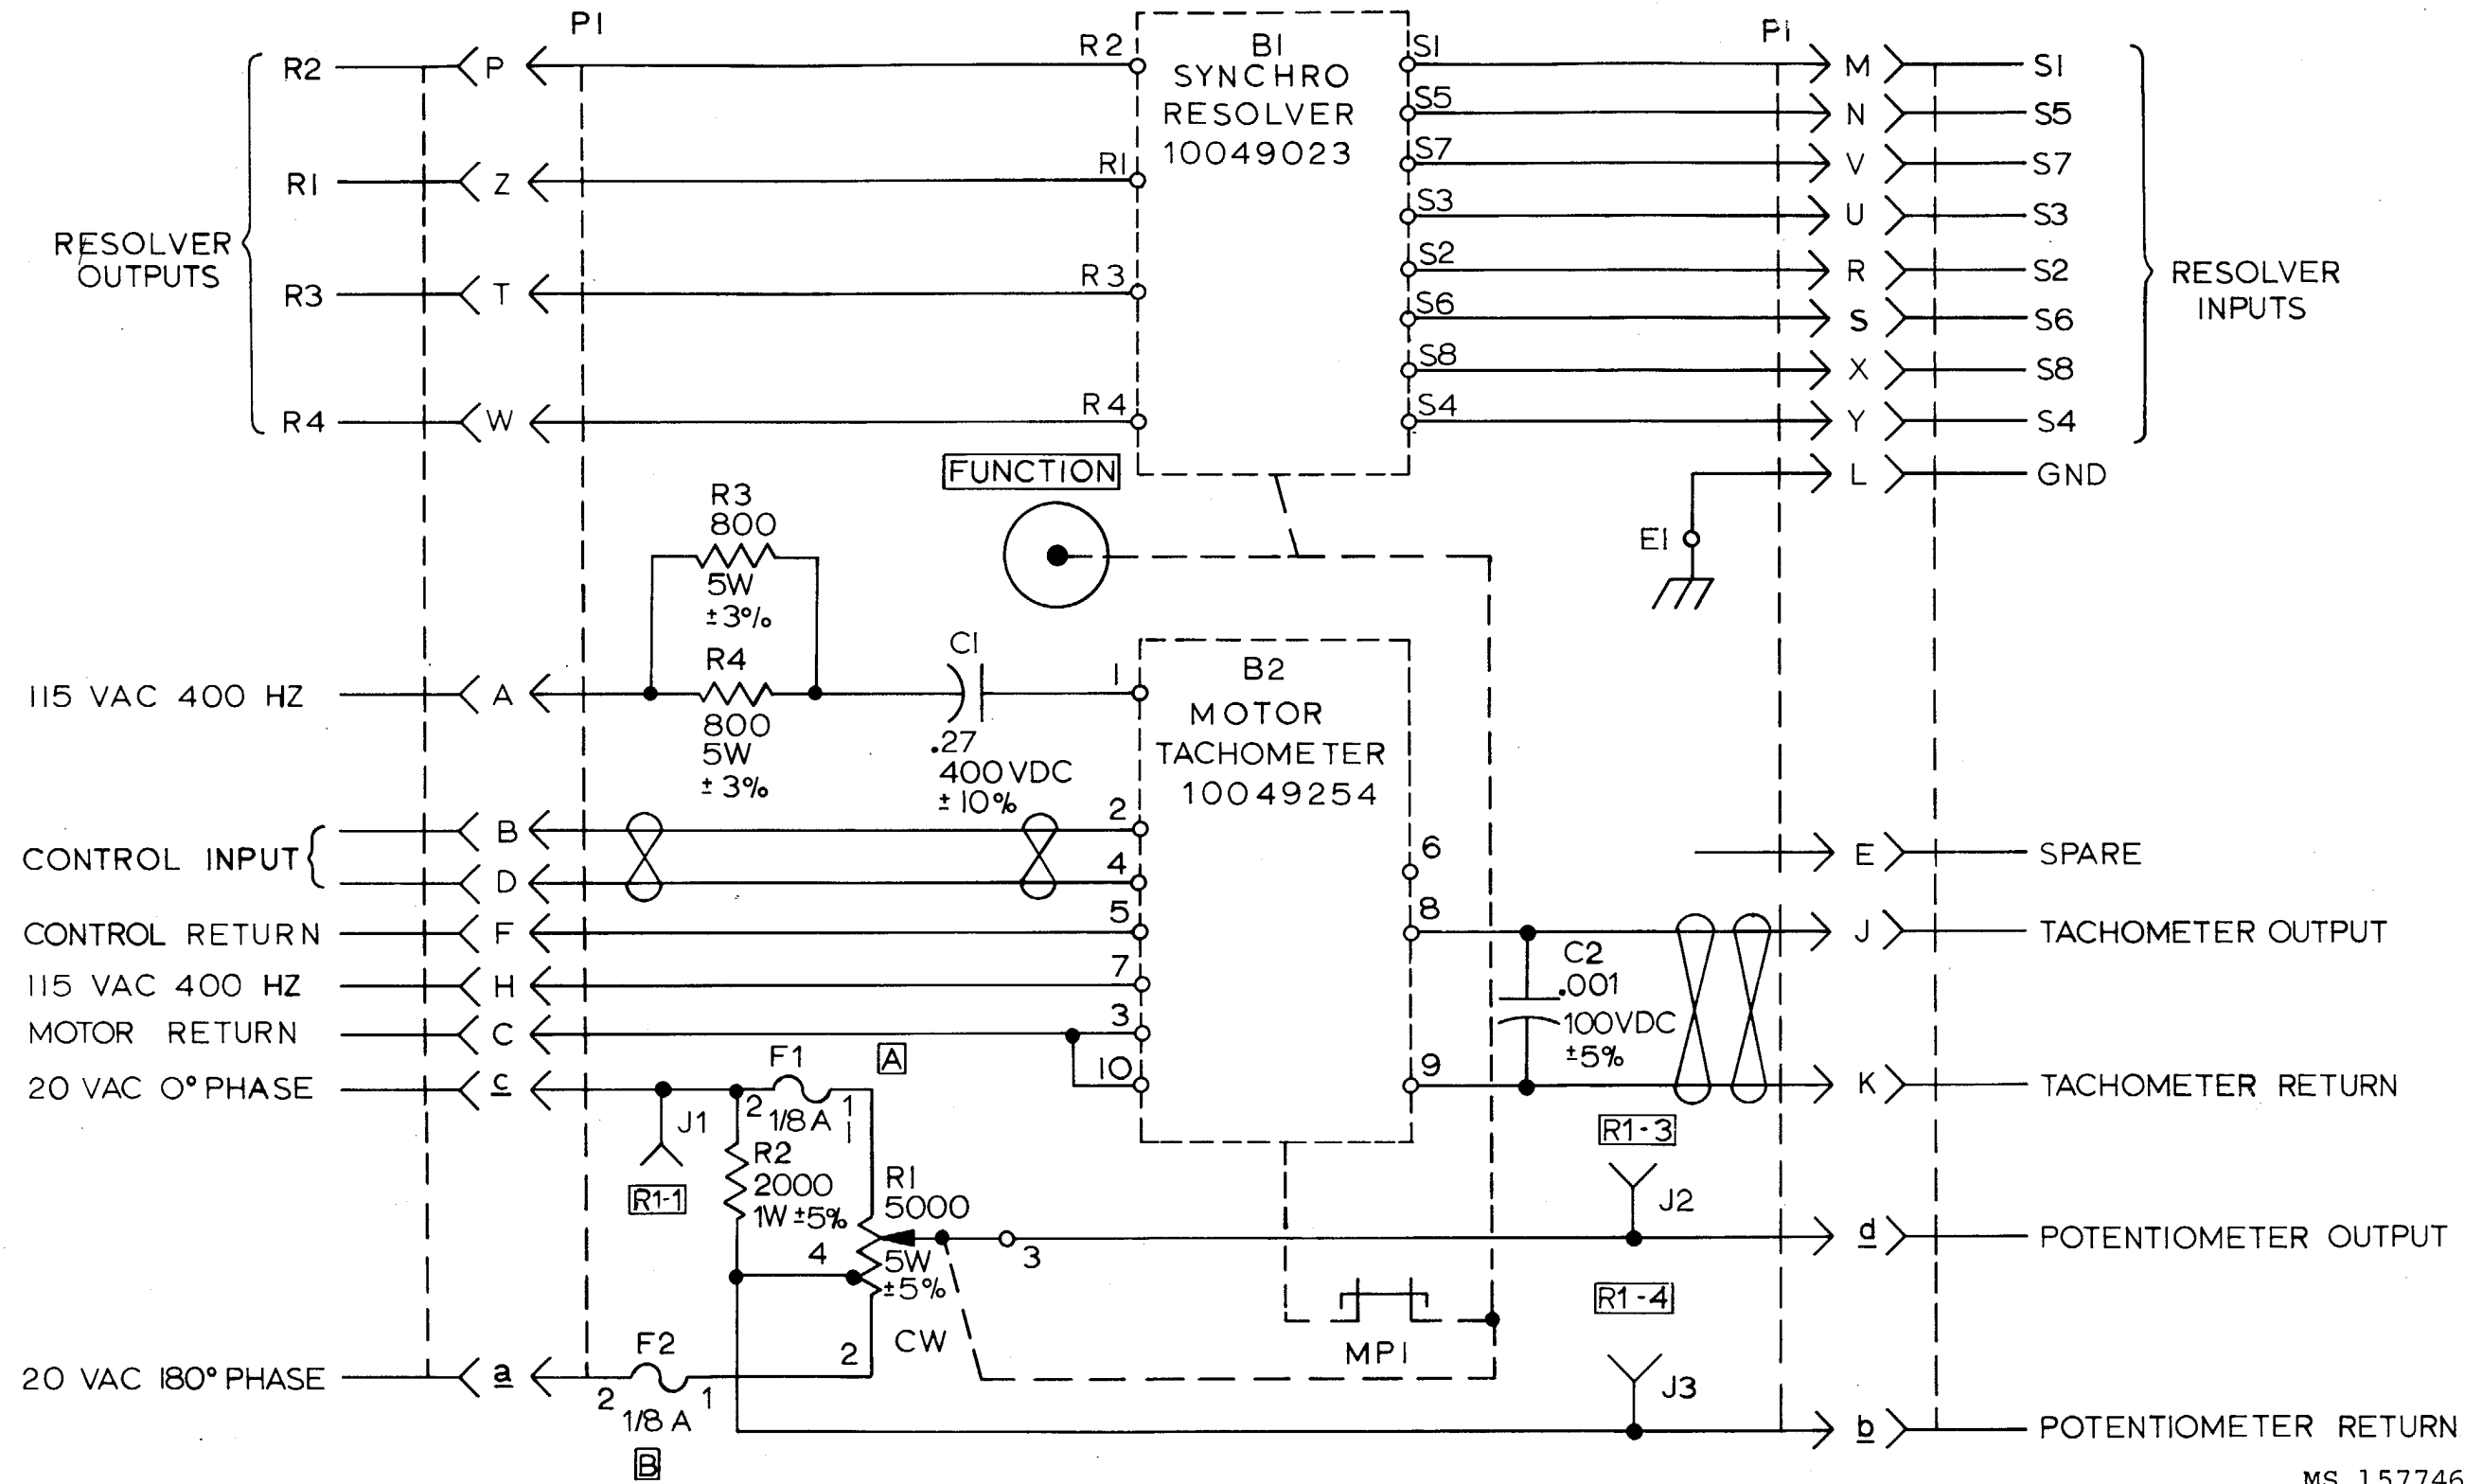 P1
P1
R2 P R2
B1
SYNCHRO
RESOLVER
10049023
S1 M S1
S5 N S5
R1 Z R1
S7 V S7
S3 U S3
RESOLVER
OUTPUTS
R3 T R3
S2 R S2
RESOLVER
INPUTS
S6 S S6
S8 X S8
R4 W R4
S4 Y S4
FUNCTION
L GND
E1
R3
800
5W
±3%
R4
115 VAC 400 HZ A
800
5W
±3%
C1
.27
400VDC
±10%
1
B2
MOTOR
TACHOMETER
10049254
CONTROL INPUT
B 2
D 4
6
E SPARE
CONTROL RETURN F 5
8 J TACHOMETER OUTPUT
115 VAC 400 HZ H 7
C2
.001
100VDC
±5%
MOTOR RETURN C 3
10
9 K TACHOMETER RETURN
20 VAC 0° PHASE c
J1
R1-1
F1
2 1/8 A 1
A
R2
2000
1W ±5%
R1
5000
5W
±5%
4
3
R1-3
J2
d POTENTIOMETER OUTPUT
R1-4
CW
2
MP1
20 VAC 180° PHASE a
F2
2 1
1/8 A
B
J3
b POTENTIOMETER RETURN
MS 157746